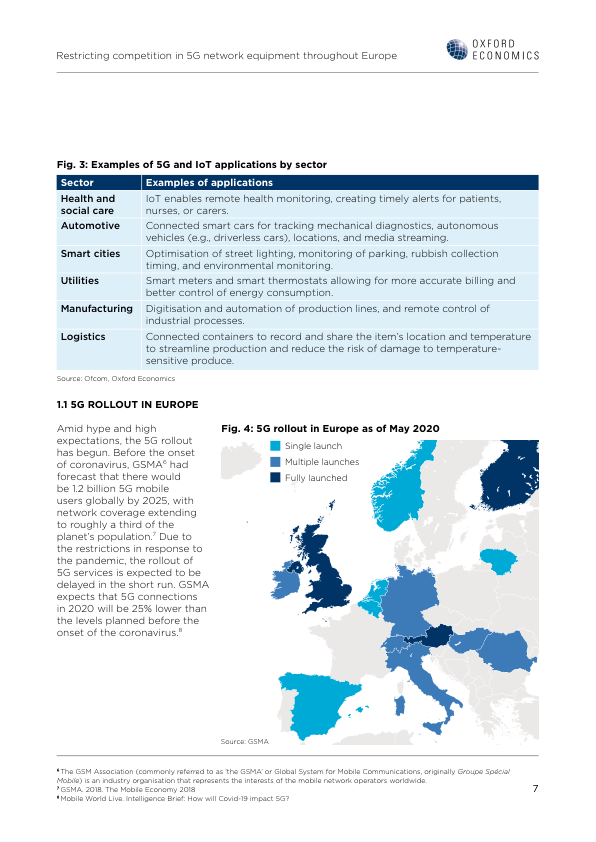 Restricting competition in 5G network equipment throughout Europe
OXFORD
ECONOMICS
Fig. 3: Examples of 5G and IoT applications by sector
Sector Examples of applications
Health and social care IoT enables remote health monitoring, creating timely alerts for patients,
nurses, or carers.
Automotive Connected smart cars for tracking mechanical diagnostics, autonomous
vehicles (e.g., driverless cars), locations, and media streaming.
Smart cities Optimisation of street lighting, monitoring of parking, rubbish collection
timing, and environmental monitoring.
Utilities Smart meters and smart thermostats allowing for more accurate billing and
better control of energy consumption.
Manufacturing Digitisation and automation of production lines, and remote control of
industrial processes.
Logistics Connected containers to record and share the item's location and temperature
to streamline production and reduce the risk of damage to temperature-
sensitive produce.
Source: Ofcom, Oxford Economics
1.1 5G ROLLOUT IN EUROPE
Amid hype and high
expectations, the 5G rollout
has begun. Before the onset
of coronavirus, GSMA⁶ had
forecast that there would
be 1.2 billion 5G mobile
users globally by 2025, with
network coverage extending
to roughly a third of the
planet's population.⁷ Due to
the restrictions in response to
the pandemic, the rollout of
5G services is expected to be
delayed in the short run. GSMA
expects that 5G connections
in 2020 will be 25% lower than
the levels planned before the
onset of the coronavirus.⁸
Fig. 4: 5G rollout in Europe as of May 2020
Single launch
Multiple launches
Fully launched
Source: GSMA
⁶ The GSM Association (commonly referred to as 'the GSMA' or Global System for Mobile Communications, originally Groupe Spécial
Mobile) is an industry organisation that represents the interests of the mobile network operators worldwide.
⁷ GSMA. 2018. The Mobile Economy 2018
⁸ Mobile World Live. Intelligence Brief: How will Covid-19 impact 5G?
7